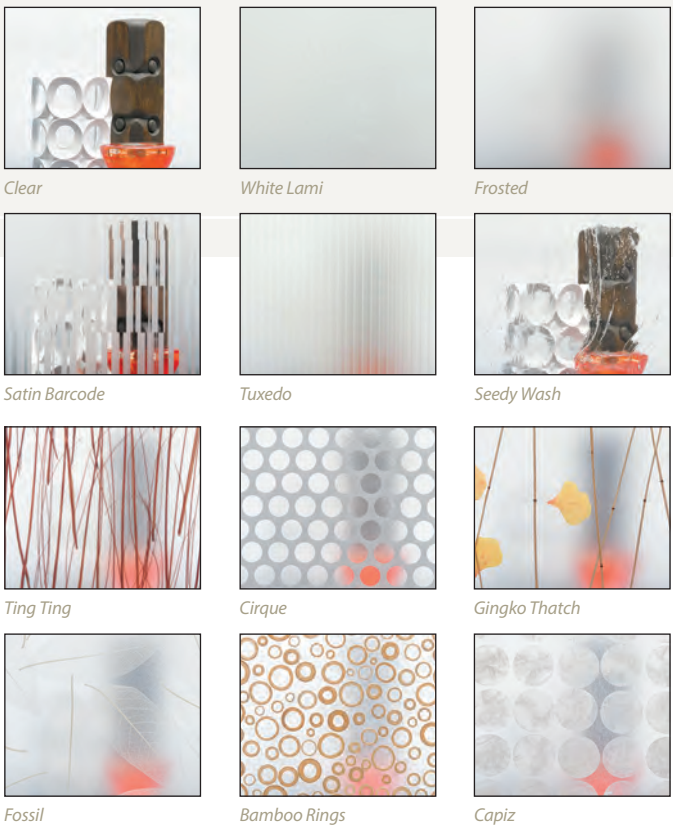 Clear
White Lami
Frosted
Satin Barcode
Tuxedo
Seedy Wash
Ting Ting
Cirque
Gingko Thatch
Fossil
Bamboo Rings
Capiz